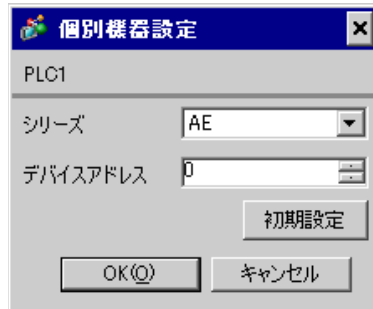 個別機器設定
PLC1
シリーズ AE
デバイスアドレス 0
初期設定
OK(O) キャンセル